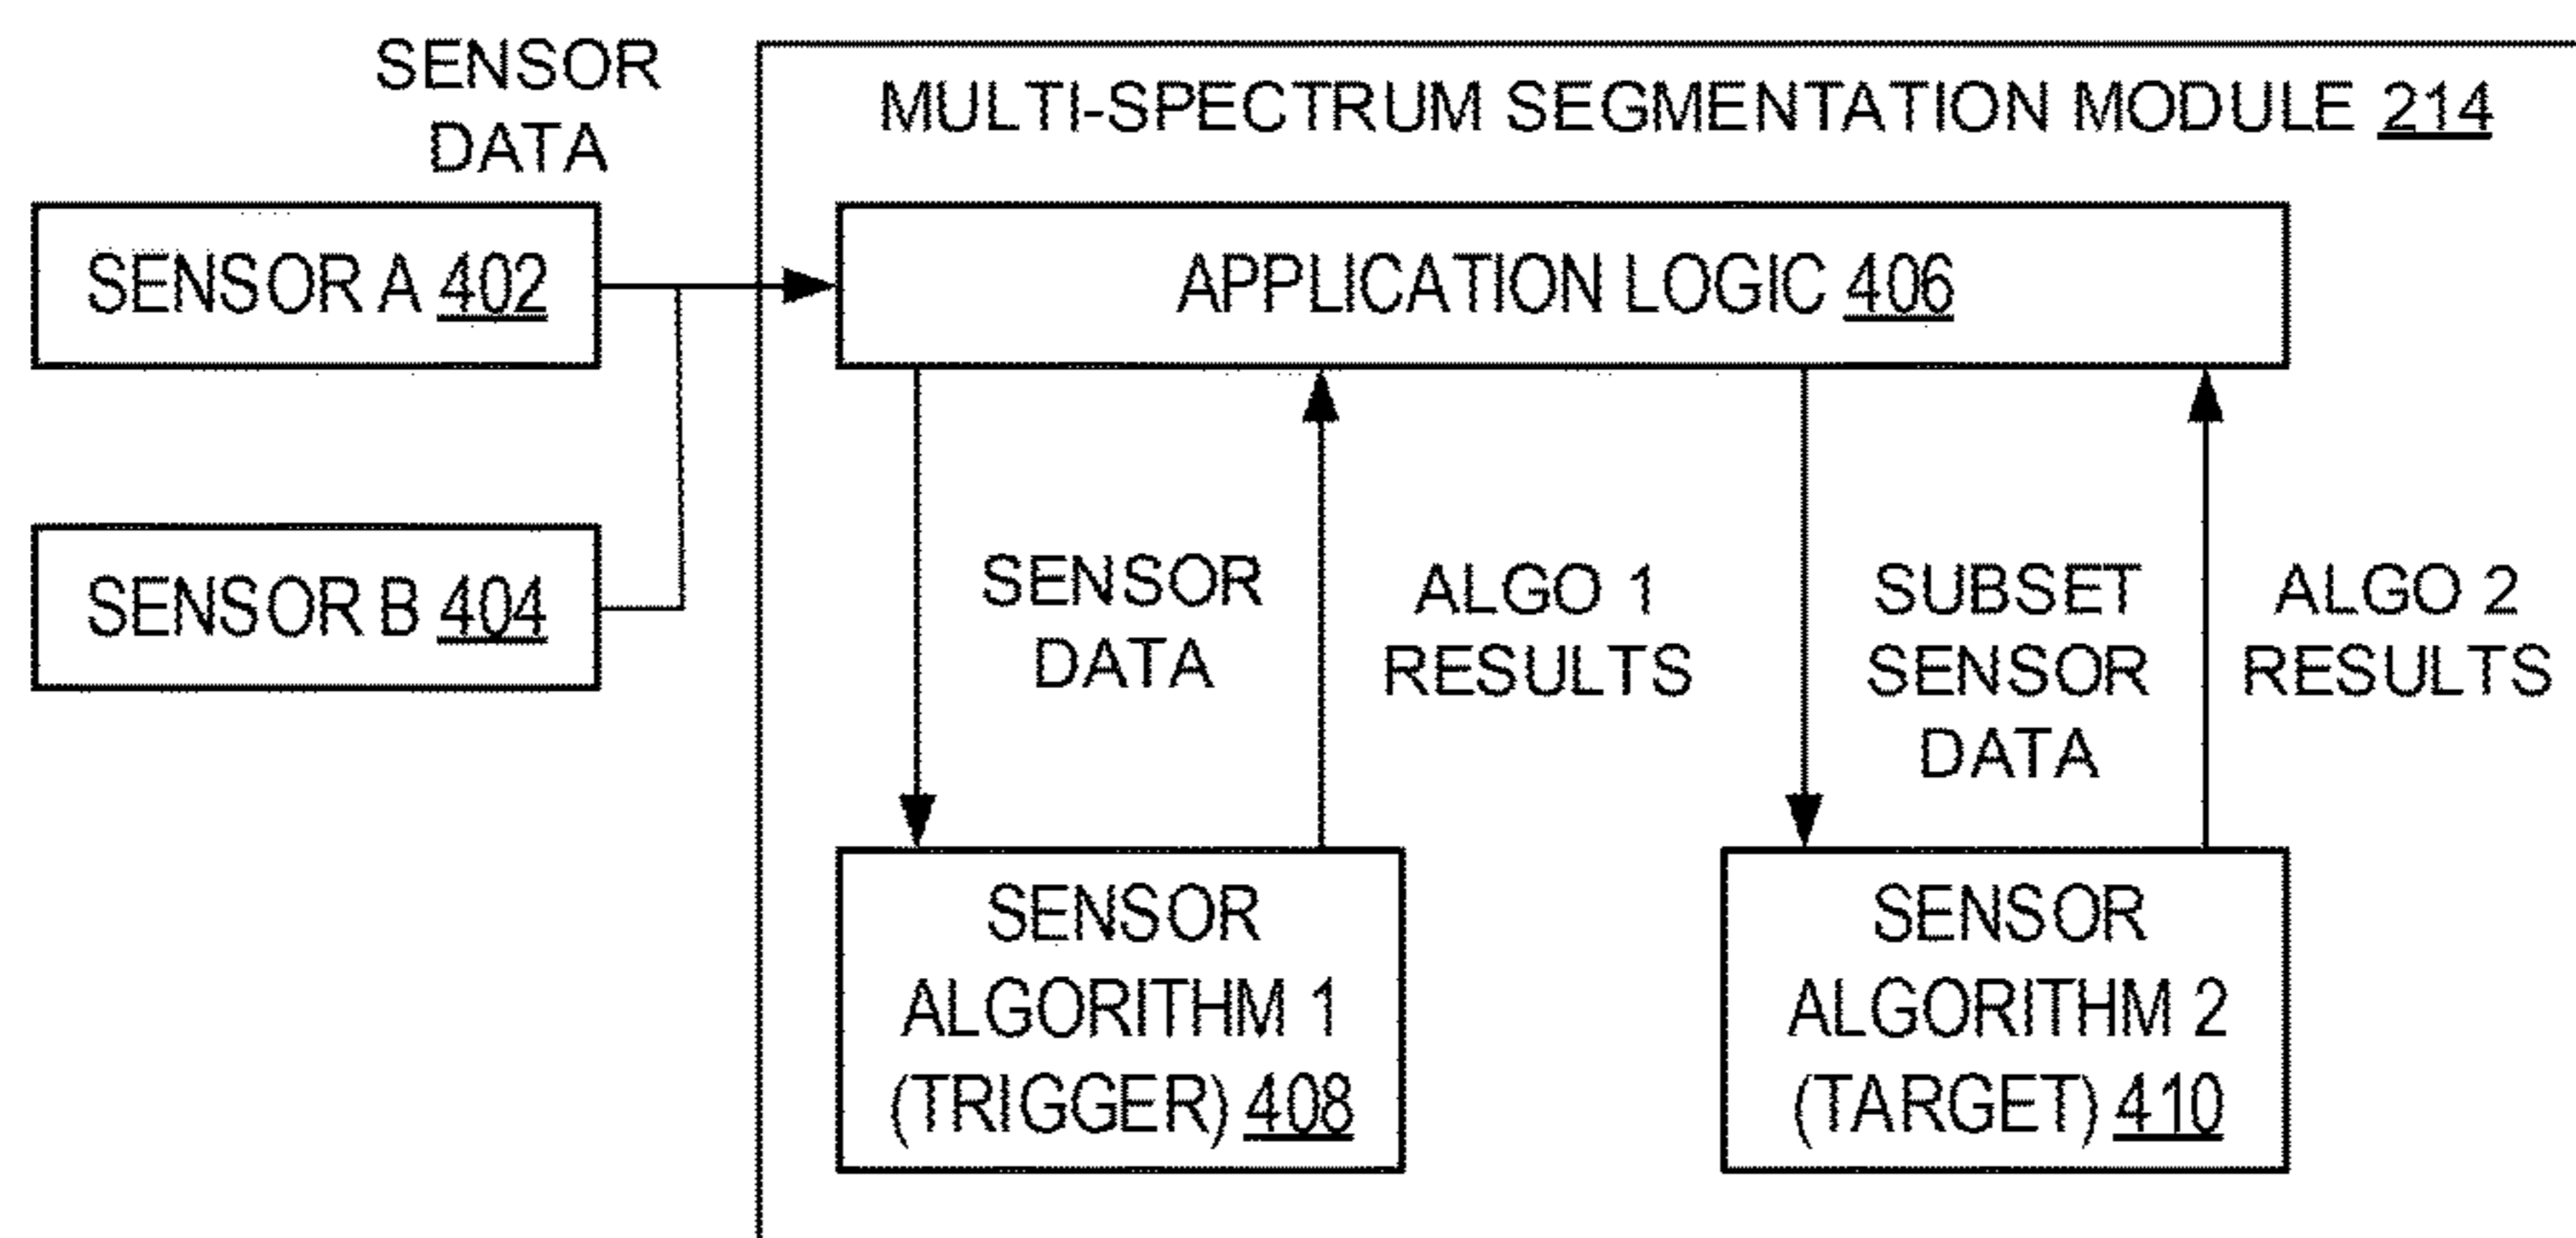 SENSOR
DATA
MULTI-SPECTRUM SEGMENTATION MODULE 214
SENSOR A 402
APPLICATION LOGIC 406
SENSOR B 404
SENSOR
DATA
ALGO 1
RESULTS
SUBSET
SENSOR
DATA
ALGO 2
RESULTS
SENSOR
ALGORITHM 1
(TRIGGER) 408
SENSOR
ALGORITHM 2
(TARGET) 410